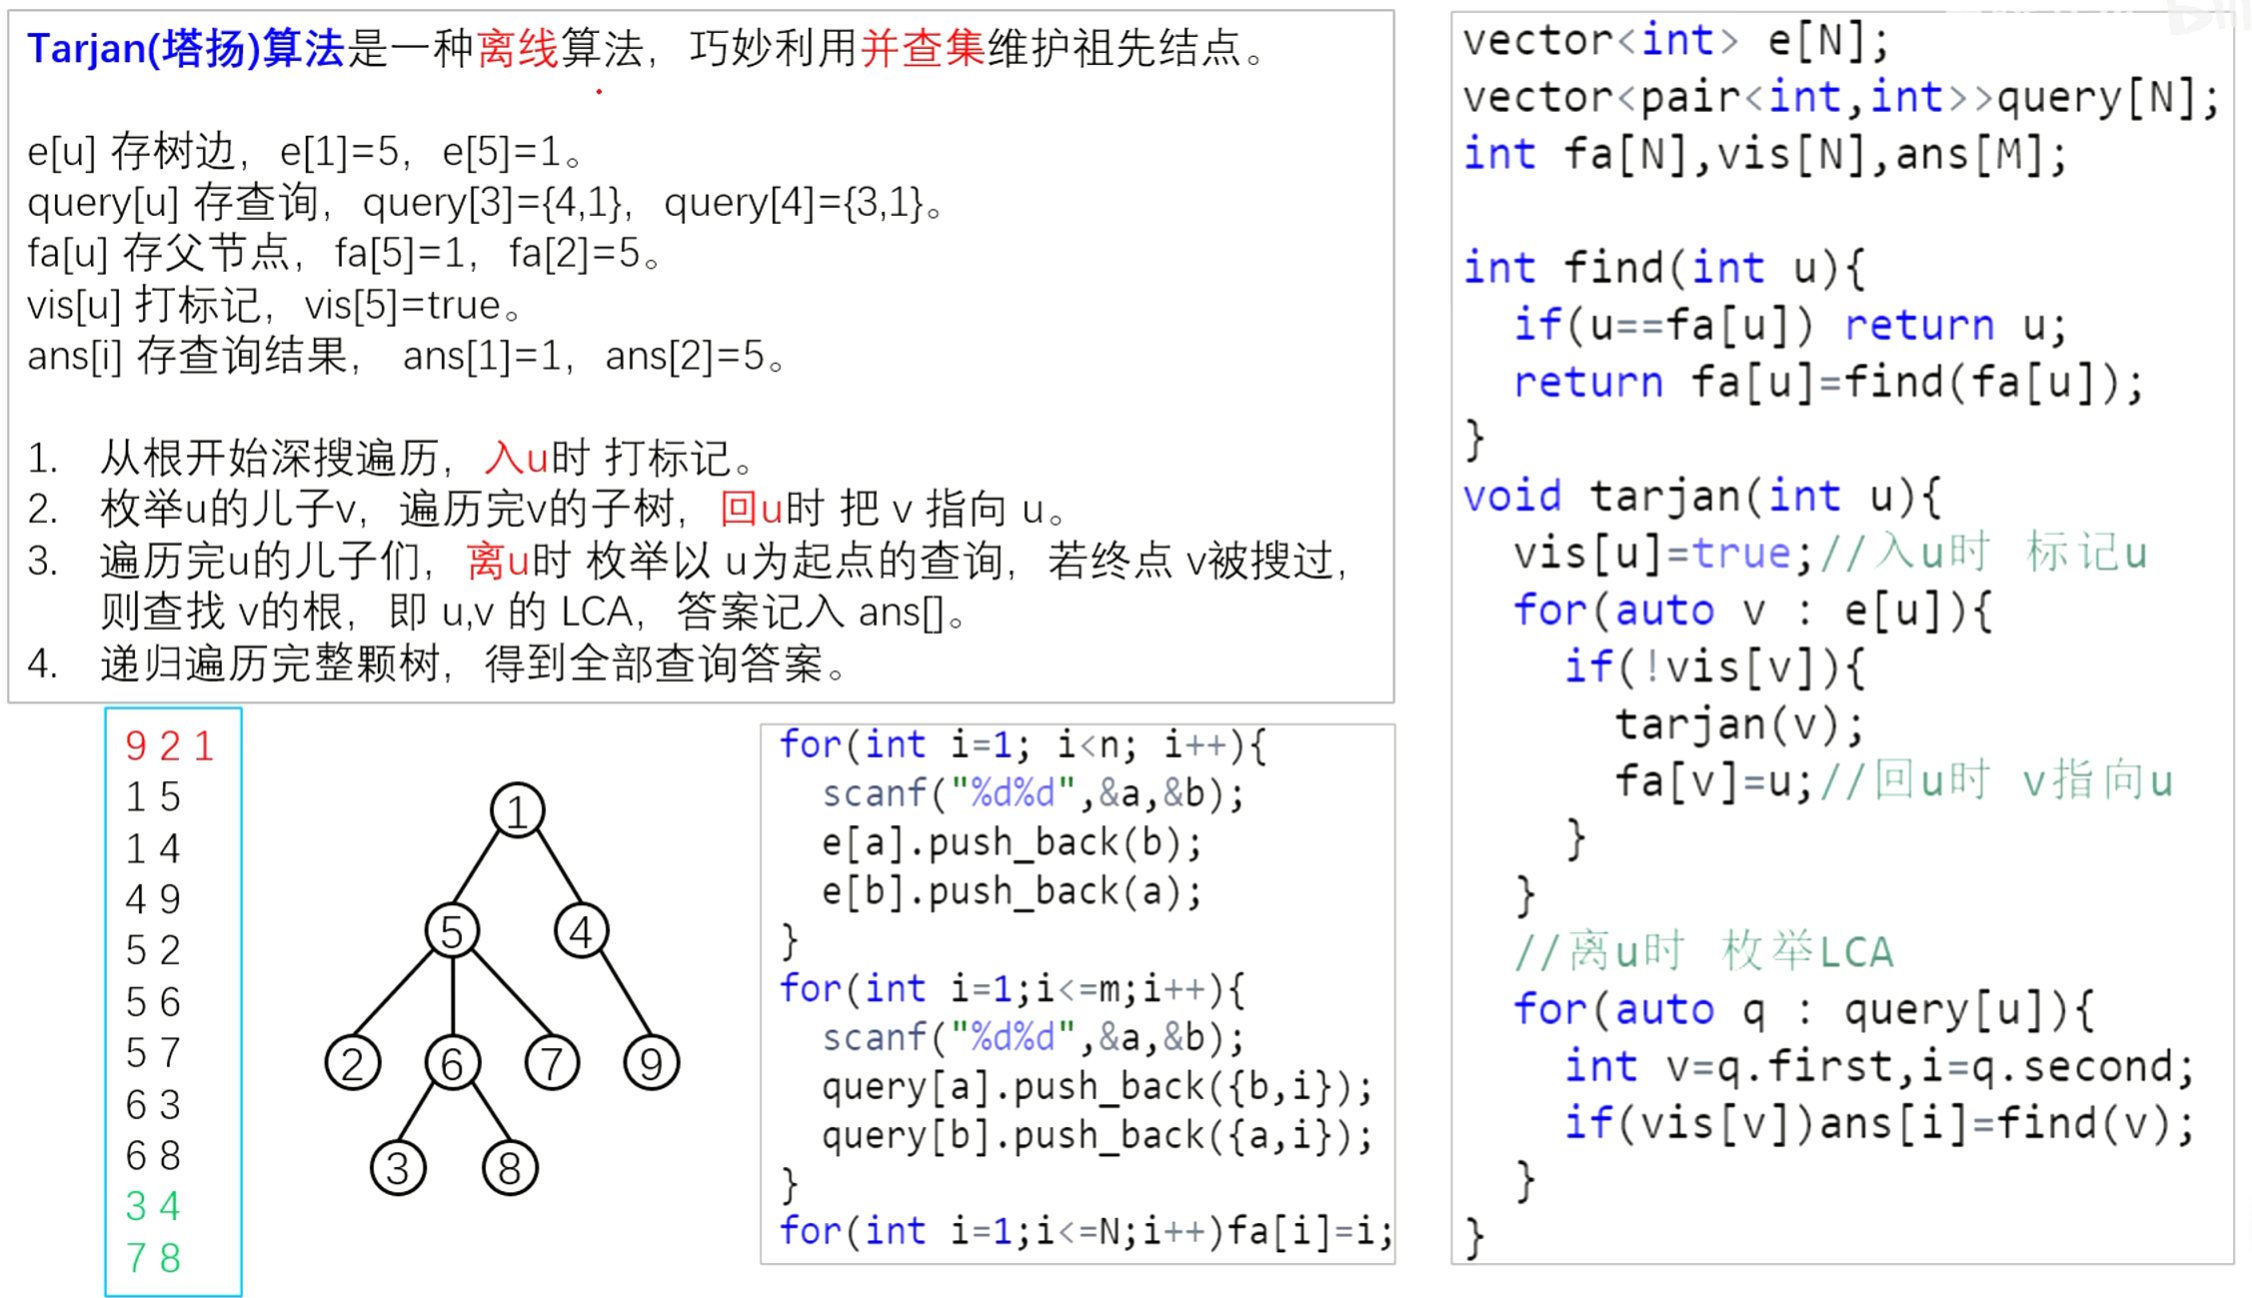 Tarjan(塔扬)算法是一种离线算法，巧妙利用并查集维护祖先结点。
e[u] 存树边，e[1]=5，e[5]=1。
query[u] 存查询，query[3]={4,1}，query[4]={3,1}。
fa[u] 存父节点，fa[5]=1，fa[2]=5。
vis[u] 打标记，vis[5]=true。
ans[i] 存查询结果， ans[1]=1，ans[2]=5。
1. 从根开始深搜遍历，入u时 打标记。
2. 枚举u的儿子v，遍历完v的子树，回u时 把 v 指向 u。
3. 遍历完u的儿子们，离u时 枚举以 u为起点的查询，若终点 v被搜过，
则查找 v的根，即 u,v 的 LCA，答案记入 ans[]。
4. 递归遍历完整颗树，得到全部查询答案。
9 2 1
1 5
1 4
4 9
5 2
5 6
5 7
6 3
6 8
3 4
7 8
1
5
4
2
6
7
9
3
8
for(int i=1; i<n; i++){
scanf("%d%d",&a,&b);
e[a].push_back(b);
e[b].push_back(a);
}
for(int i=1;i<=m;i++){
scanf("%d%d",&a,&b);
query[a].push_back({b,i});
query[b].push_back({a,i});
}
for(int i=1;i<=N;i++)fa[i]=i;
vector<int> e[N];
vector<pair<int,int>>query[N];
int fa[N],vis[N],ans[M];
int find(int u){
if(u==fa[u]) return u;
return fa[u]=find(fa[u]);
}
void tarjan(int u){
vis[u]=true;//入u时 标记u
for(auto v : e[u]){
if(!vis[v]){
tarjan(v);
fa[v]=u;//回u时 v指向u
}
}
//离u时 枚举LCA
for(auto q : query[u]){
int v=q.first,i=q.second;
if(vis[v])ans[i]=find(v);
}
}